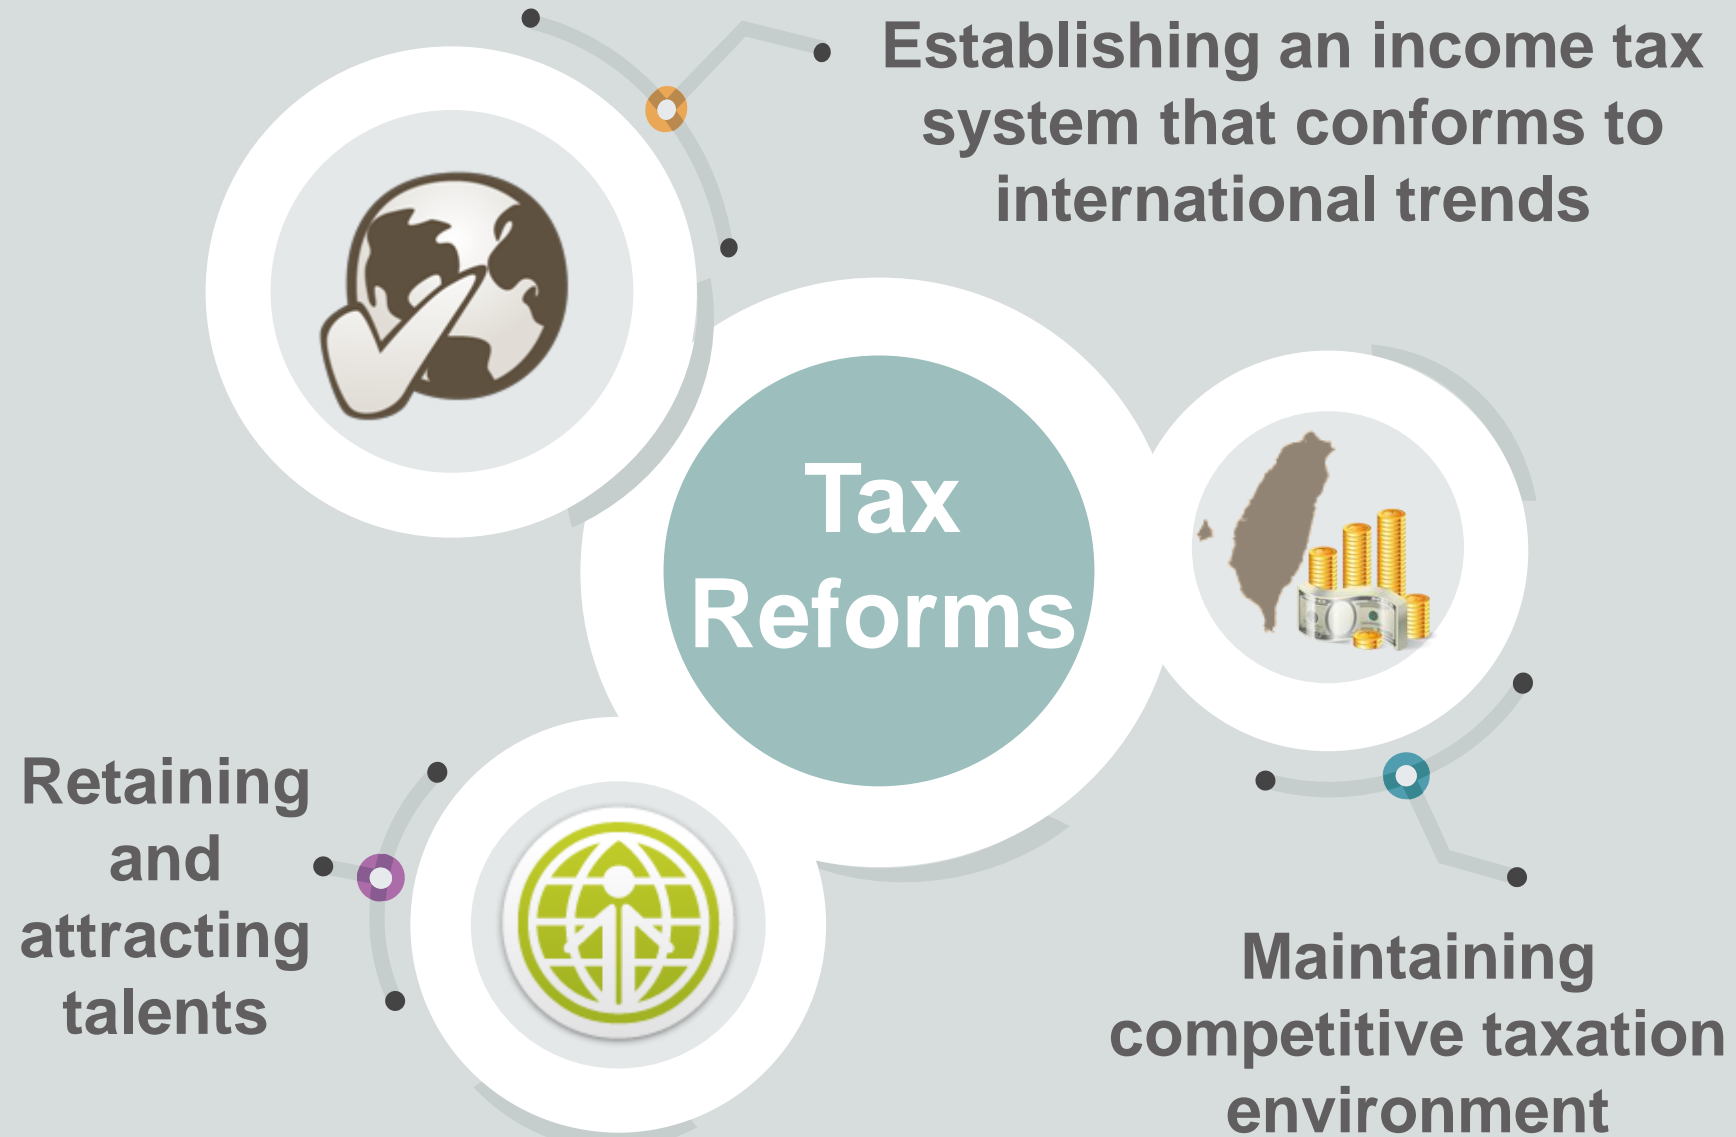 Establishing an income tax
system that conforms to
international trends
Tax
Reforms
Retaining
and
attracting
talents
Maintaining
competitive taxation
environment